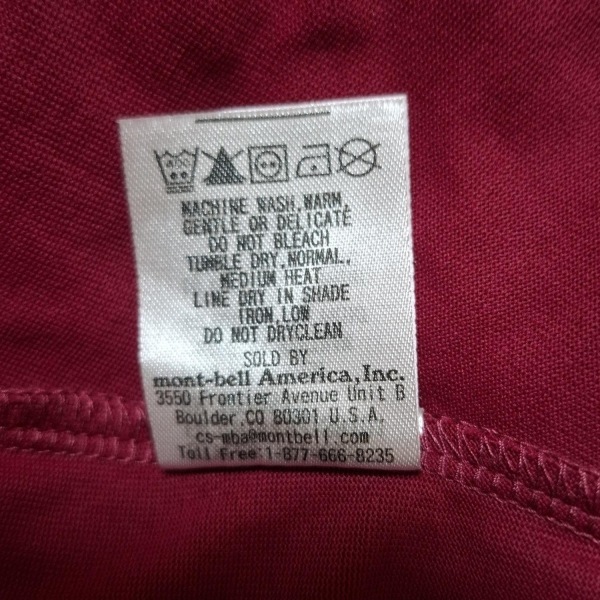 MACHINE WASH,WARM,
GENTLE OR DELICATE
DO NOT BLEACH
TUMBLE DRY,NORMAL,
MEDIUM HEAT
LINE DRY IN SHADE
IRON,LOW
DO NOT DRYCLEAN
SOLD BY
mont-bell America,Inc.
3550 Frontier Avenue Unit B
Boulder,CO 80301 U.S.A.
cs-mba@montbell.com
Toll Free:1-877-666-8235